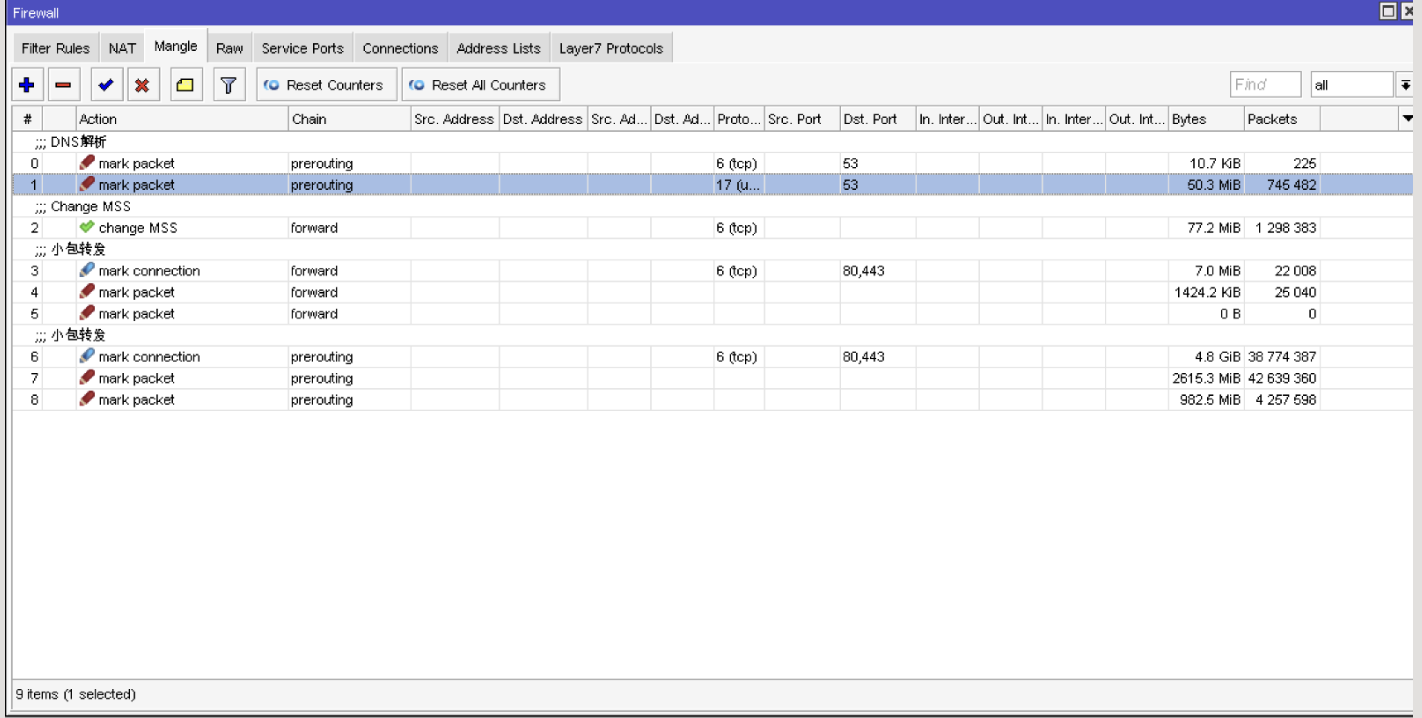 Firewall
Filter Rules NAT Mangle Raw Service Ports Connections Address Lists Layer7 Protocols
Reset Counters Reset All Counters Find all
# Action Chain Src. Address Dst. Address Src. Ad... Dst. Ad... Proto... Src. Port Dst. Port In. Inter... Out. Int... In. Inter... Out. Int... Bytes Packets
;;; DNS解析
0 mark packet prerouting 6 (tcp) 53 10.7 KiB 225
1 mark packet prerouting 17 (u... 53 50.3 MiB 745 482
;;; Change MSS
2 change MSS forward 6 (tcp) 77.2 MiB 1 298 383
;;; 小包转发
3 mark connection forward 6 (tcp) 80,443 7.0 MiB 22 008
4 mark packet forward 1424.2 KiB 25 040
5 mark packet forward 0 B 0
;;; 小包转发
6 mark connection prerouting 6 (tcp) 80,443 4.8 GiB 38 774 387
7 mark packet prerouting 2615.3 MiB 42 639 360
8 mark packet prerouting 982.5 MiB 4 257 598
9 items (1 selected)